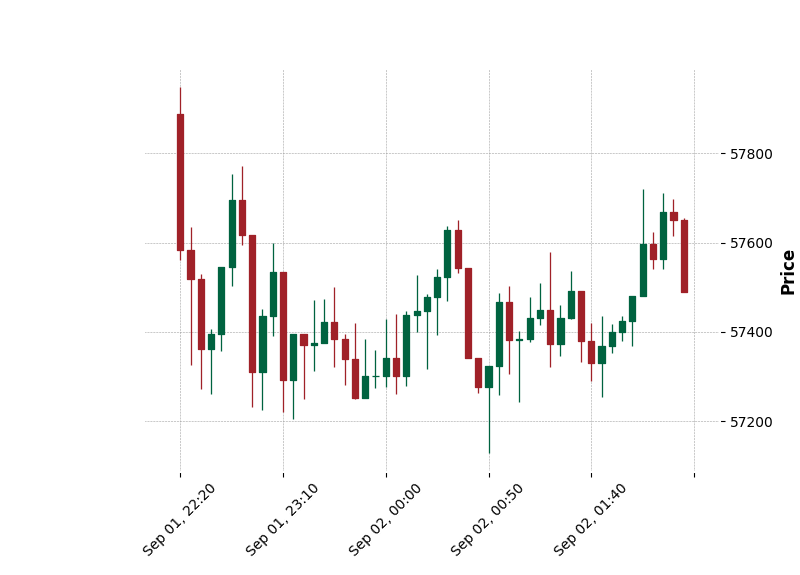 57800
57600
57400
57200
Price
Sep 01, 22:20
Sep 01, 23:10
Sep 02, 00:00
Sep 02, 00:50
Sep 02, 01:40